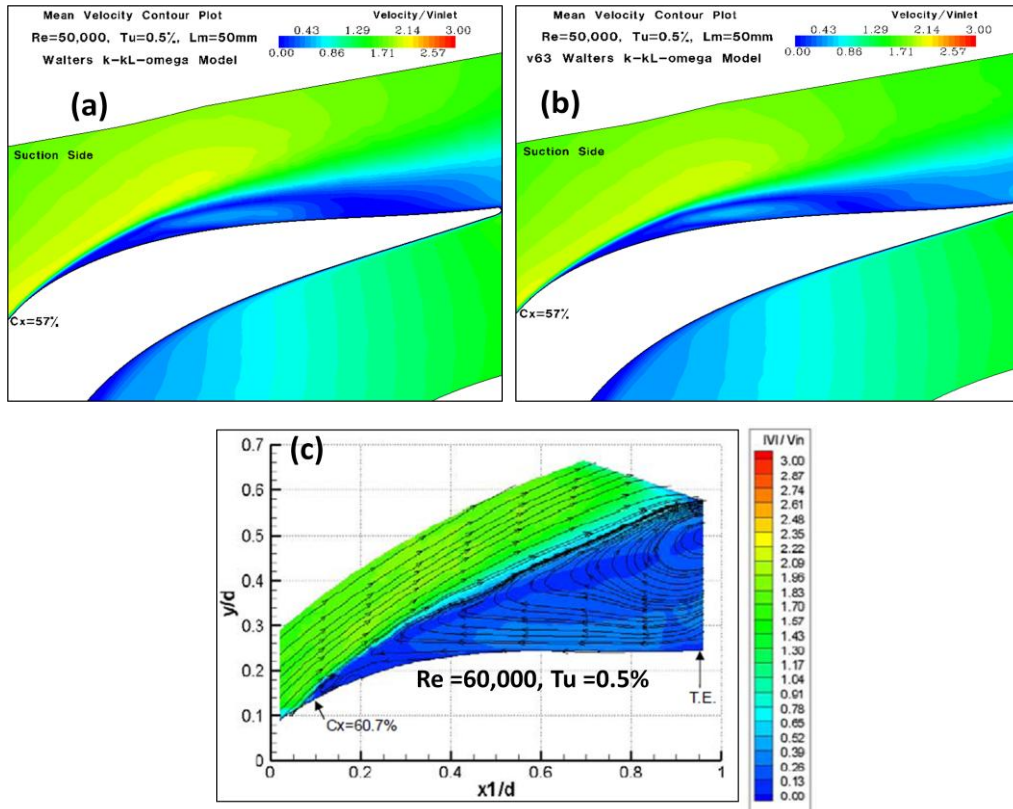 Mean Velocity Contour Plot
Re=50,000, Tu=0.5%, Lm=50mm
Walters k-kL-omega Model
Velocity/Vinlet
0.00 0.43 0.86 1.29 1.71 2.14 2.57 3.00
(a)
Suction Side
Cx=57%
Mean Velocity Contour Plot
Re=50,000, Tu=0.5%, Lm=50mm
v63 Walters k-kL-omega Model
Velocity/Vinlet
0.00 0.43 0.86 1.29 1.71 2.14 2.57 3.00
(b)
Suction Side
Cx=57%
(c)
0.7
0.6
0.5
0.4
0.3
0.2
0.1
0
y/d
Re =60,000, Tu =0.5%
Cx=60.7%
T.E.
0 0.2 0.4 0.6 0.8 1
x1/d
|V| / Vin
3.00
2.87
2.74
2.61
2.48
2.35
2.22
2.09
1.95
1.83
1.70
1.57
1.43
1.30
1.17
1.04
0.91
0.78
0.65
0.52
0.39
0.26
0.13
0.00